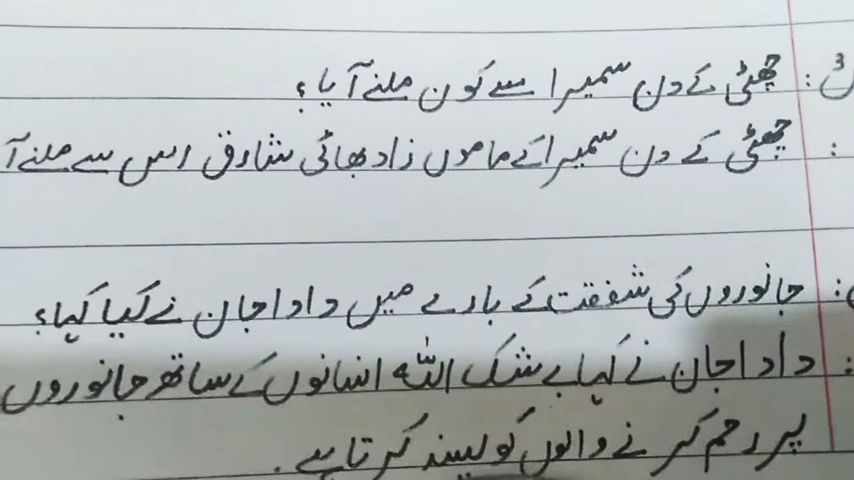 : چھٹی کے دن سمیرا سے کون ملنے آیا؟
: چھٹی کے دن سمیرا کے ماموں زاد بھائی شارق اس سے ملنے آ
: جانوروں کی شفقت کے بارے میں دادا جان نے کیا کہا؟
: دادا جان نے کہا بے شک اللہ انسانوں کے ساتھ جانوروں
پر رحم کرنے والوں کو پسند کرتا ہے.